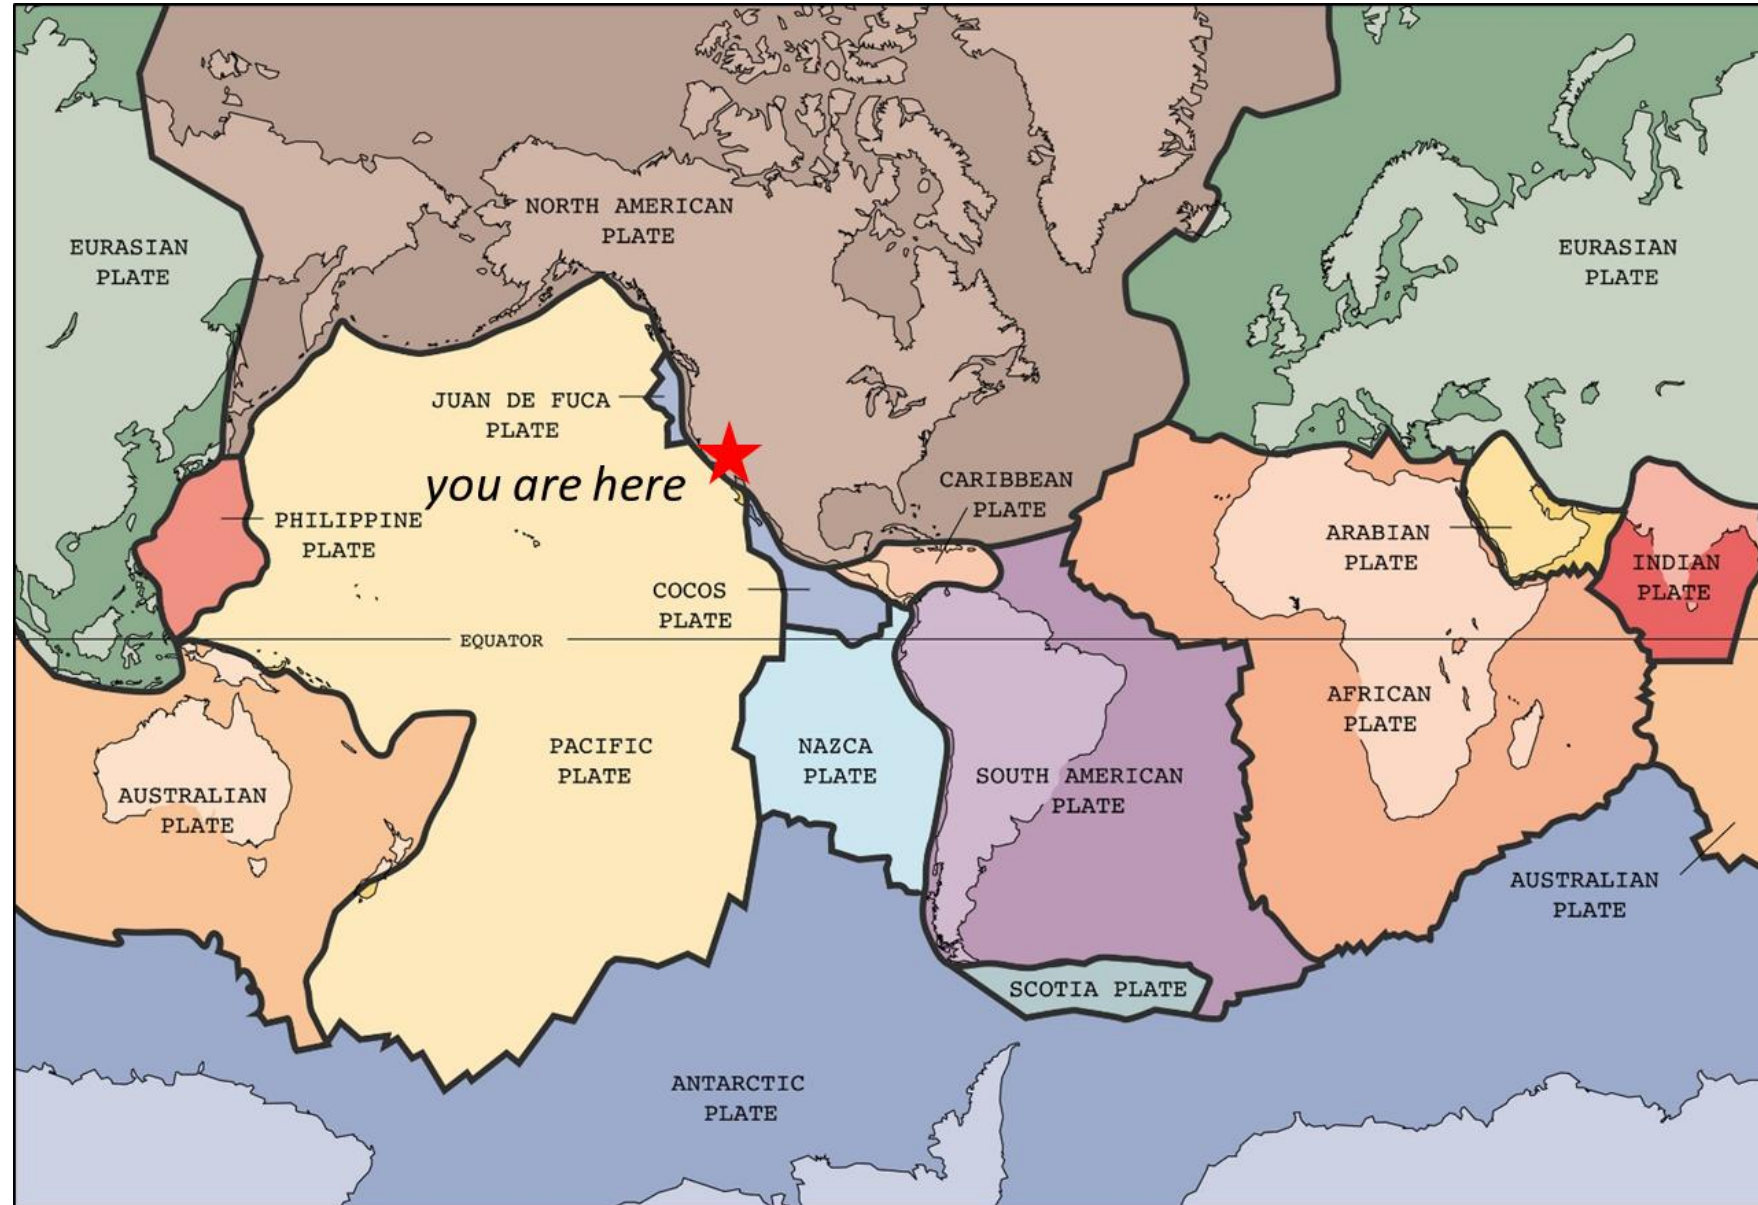 NORTH AMERICAN
PLATE
EURASIAN
PLATE
EURASIAN
PLATE
JUAN DE FUCA
PLATE
you are here
CARIBBEAN
PLATE
PHILIPPINE
PLATE
ARABIAN
PLATE
INDIAN
PLATE
COCOS
PLATE
EQUATOR
AFRICAN
PLATE
PACIFIC
PLATE
NAZCA
PLATE
SOUTH AMERICAN
PLATE
AUSTRALIAN
PLATE
AUSTRALIAN
PLATE
SCOTIA PLATE
ANTARCTIC
PLATE